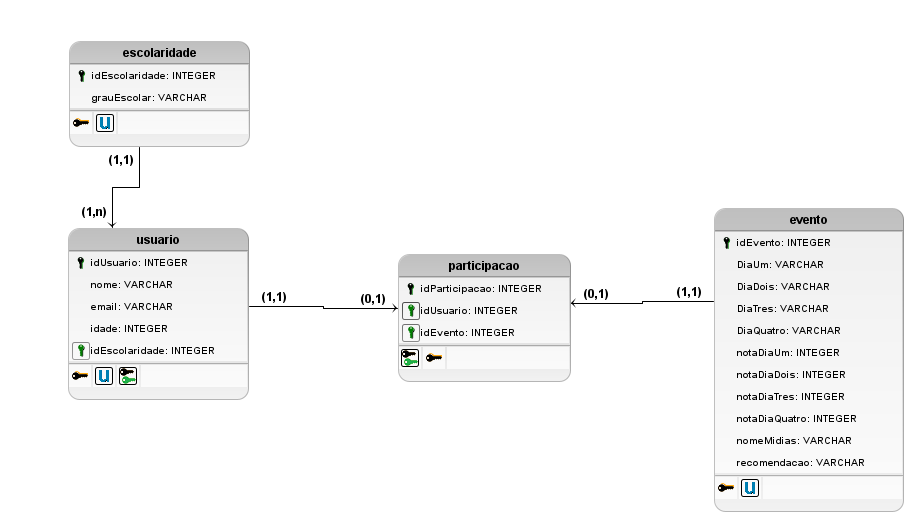 escolaridade
idEscolaridade: INTEGER
grauEscolar: VARCHAR
U
(1,1)
(1,n)
usuario
idUsuario: INTEGER
nome: VARCHAR
email: VARCHAR
idade: INTEGER
idEscolaridade: INTEGER
U
(1,1)
(0,1)
participacao
idParticipacao: INTEGER
idUsuario: INTEGER
idEvento: INTEGER
(0,1)
(1,1)
evento
idEvento: INTEGER
DiaUm: VARCHAR
DiaDois: VARCHAR
DiaTres: VARCHAR
DiaQuatro: VARCHAR
notaDiaUm: INTEGER
notaDiaDois: INTEGER
notaDiaTres: INTEGER
notaDiaQuatro: INTEGER
nomeMidias: VARCHAR
recomendacao: VARCHAR
U